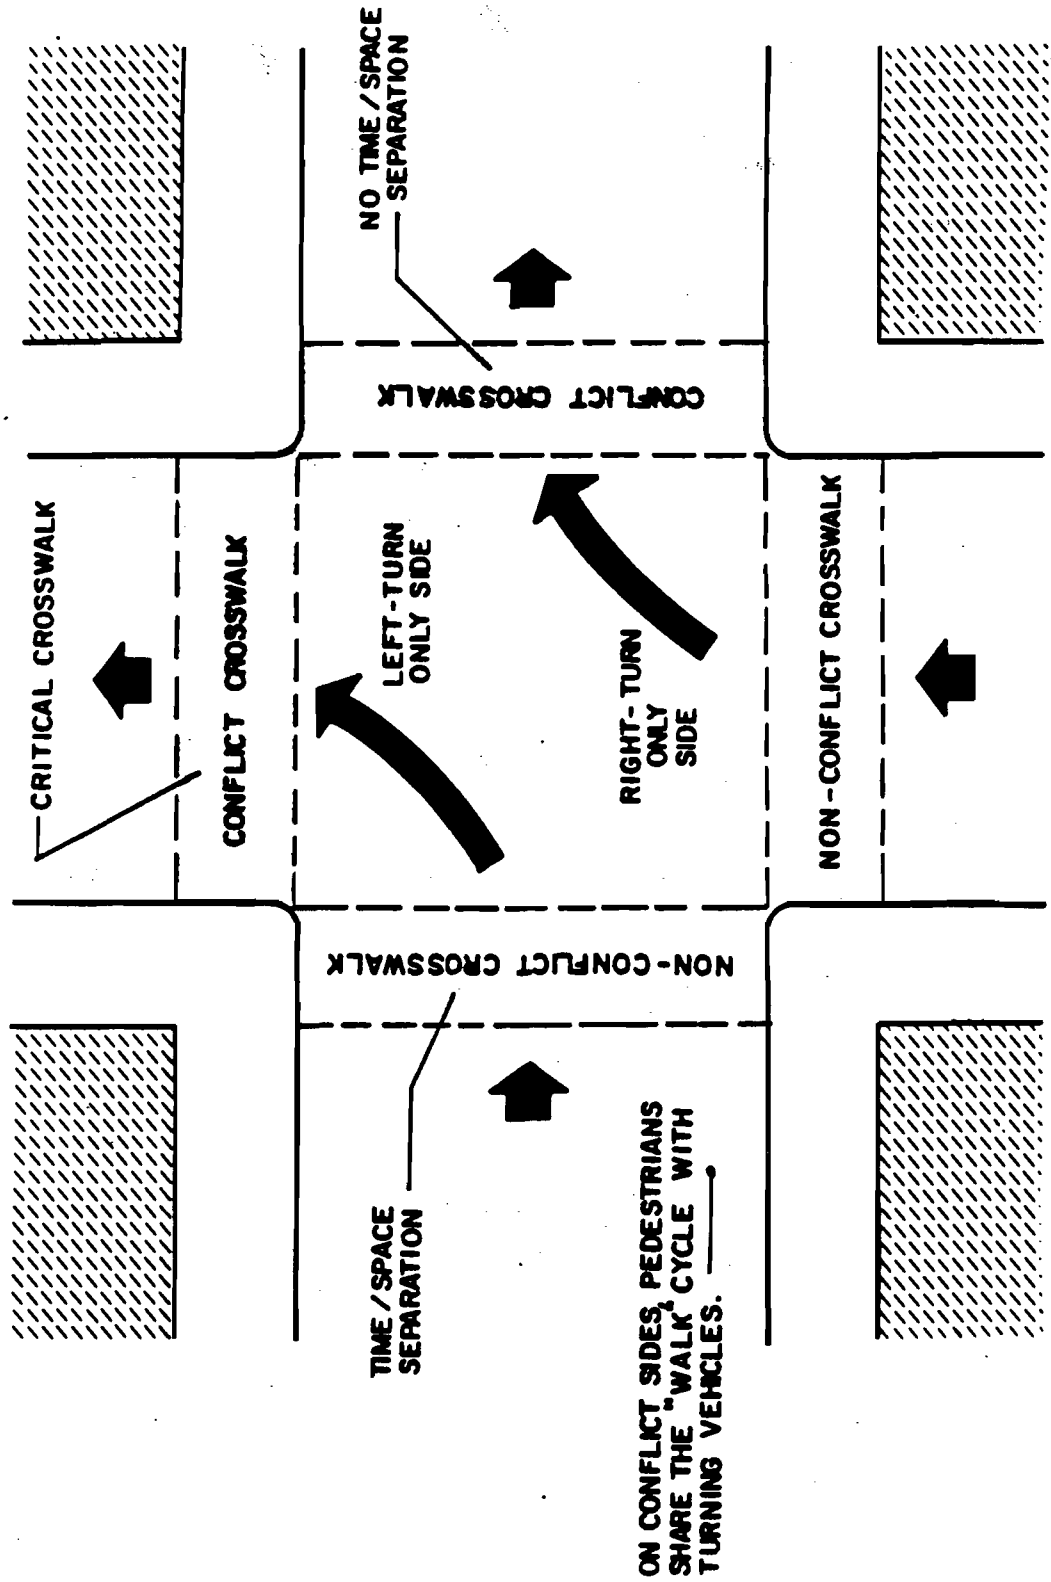 CRITICAL CROSSWALK
CONFLICT CROSSWALK
NO TIME/SPACE
SEPARATION
CONFLICT CROSSWALK
LEFT-TURN
ONLY SIDE
RIGHT-TURN
ONLY
SIDE
NON-CONFLICT CROSSWALK
NON-CONFLICT CROSSWALK
TIME/SPACE
SEPARATION
ON CONFLICT SIDES, PEDESTRIANS
SHARE THE "WALK" CYCLE WITH
TURNING VEHICLES.